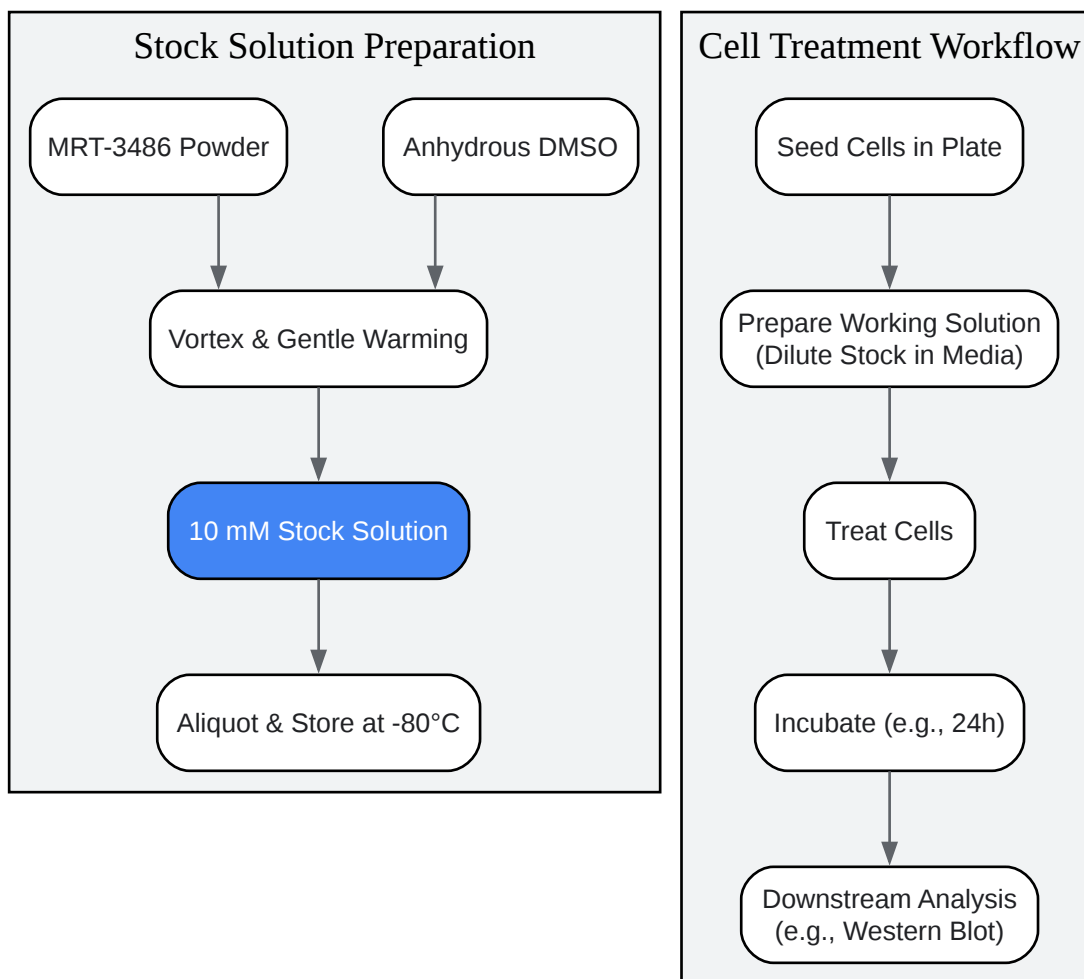 Stock Solution Preparation
MRT-3486 Powder
Anhydrous DMSO
Vortex & Gentle Warming
10 mM Stock Solution
Aliquot & Store at -80°C
Cell Treatment Workflow
Seed Cells in Plate
Prepare Working Solution
(Dilute Stock in Media)
Treat Cells
Incubate (e.g., 24h)
Downstream Analysis
(e.g., Western Blot)